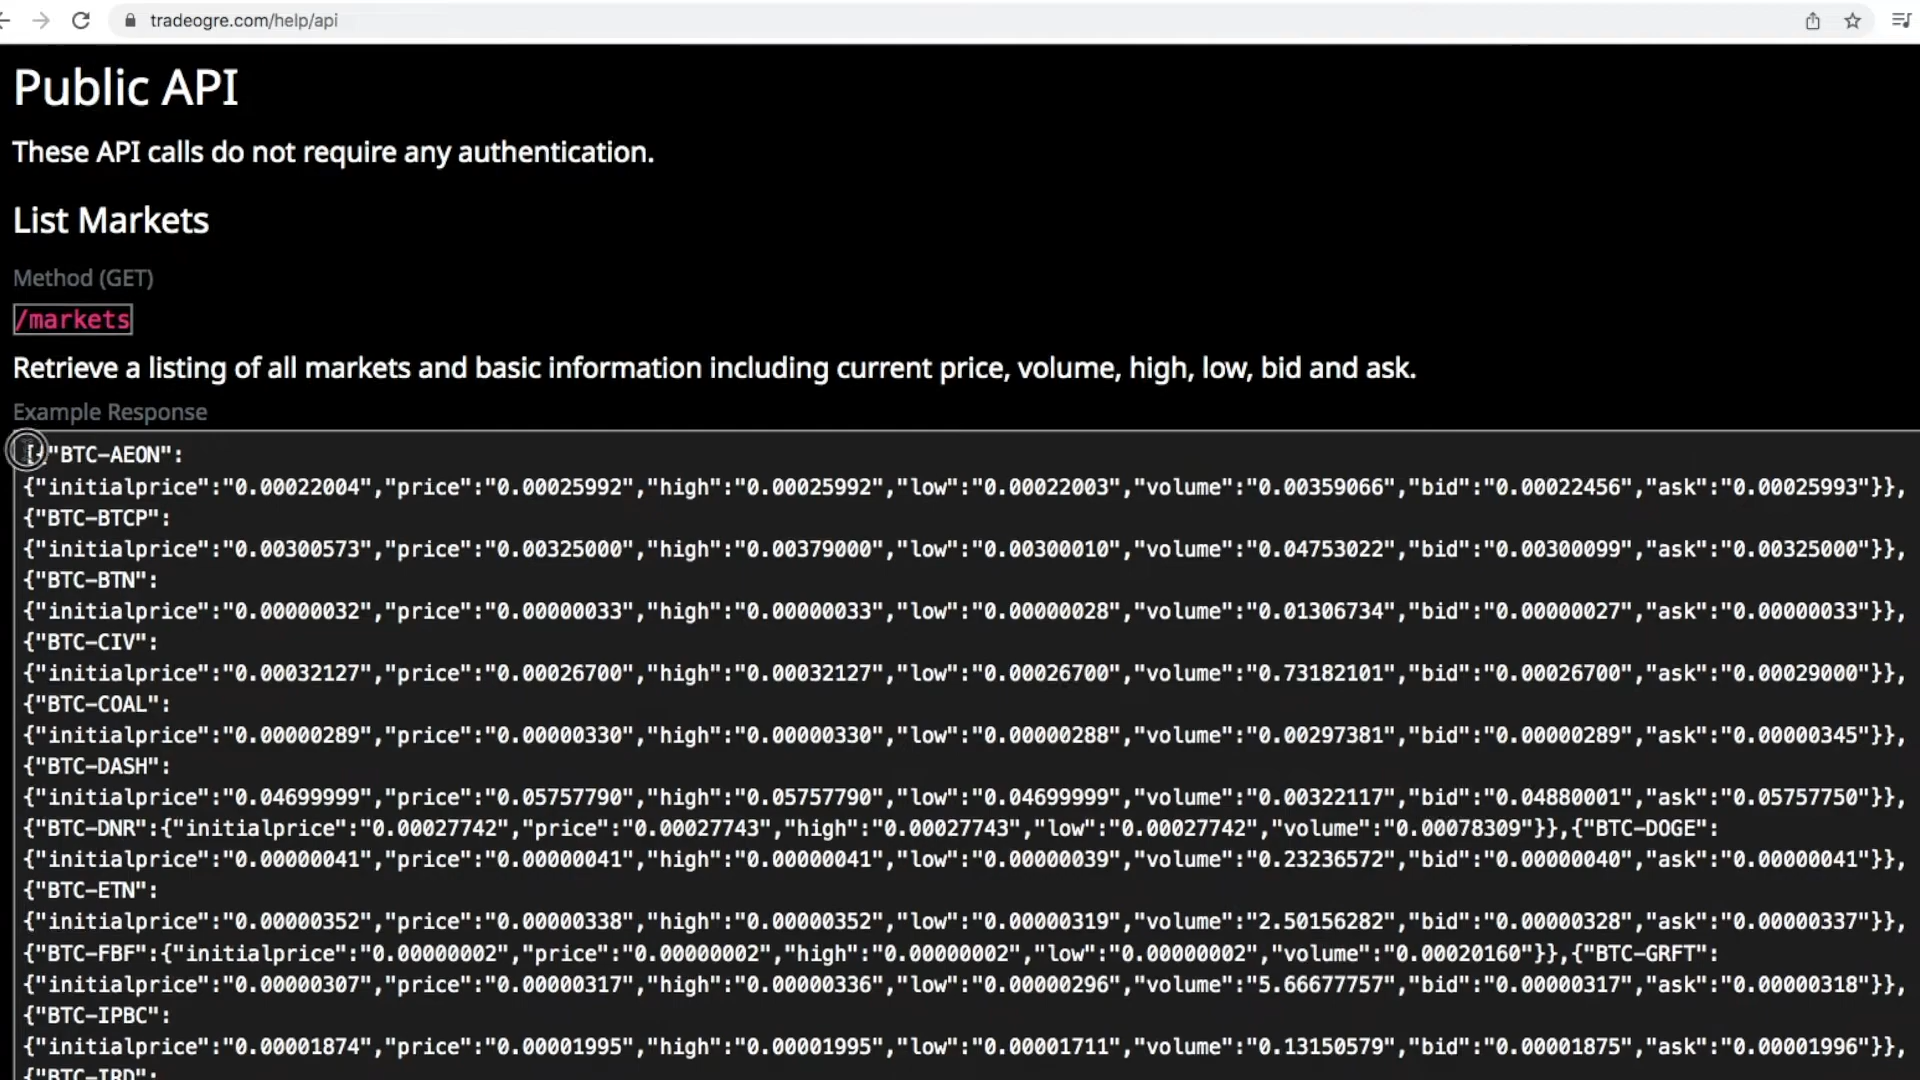 tradeogre.com/help/api
Public API
These API calls do not require any authentication.
List Markets
Method (GET)
/markets
Retrieve a listing of all markets and basic information including current price, volume, high, low, bid and ask.
Example Response
[{"BTC-AEON":
{"initialprice":"0.00022004","price":"0.00025992","high":"0.00025992","low":"0.00022003","volume":"0.00359066","bid":"0.00022456","ask":"0.00025993"}},
{"BTC-BTCP":
{"initialprice":"0.00300573","price":"0.00325000","high":"0.00379000","low":"0.00300010","volume":"0.04753022","bid":"0.00300099","ask":"0.00325000"}},
{"BTC-BTN":
{"initialprice":"0.00000032","price":"0.00000033","high":"0.00000033","low":"0.00000028","volume":"0.01306734","bid":"0.00000027","ask":"0.00000033"}},
{"BTC-CIV":
{"initialprice":"0.00032127","price":"0.00026700","high":"0.00032127","low":"0.00026700","volume":"0.73182101","bid":"0.00026700","ask":"0.00029000"}},
{"BTC-COAL":
{"initialprice":"0.00000289","price":"0.00000330","high":"0.00000330","low":"0.00000288","volume":"0.00297381","bid":"0.00000289","ask":"0.00000345"}},
{"BTC-DASH":
{"initialprice":"0.04699999","price":"0.05757790","high":"0.05757790","low":"0.04699999","volume":"0.00322117","bid":"0.04880001","ask":"0.05757750"}},
{"BTC-DNR":{"initialprice":"0.00027742","price":"0.00027743","high":"0.00027743","low":"0.00027742","volume":"0.00078309"}},{"BTC-DOGE":
{"initialprice":"0.00000041","price":"0.00000041","high":"0.00000041","low":"0.00000039","volume":"0.23236572","bid":"0.00000040","ask":"0.00000041"}},
{"BTC-ETN":
{"initialprice":"0.00000352","price":"0.00000338","high":"0.00000352","low":"0.00000319","volume":"2.50156282","bid":"0.00000328","ask":"0.00000337"}},
{"BTC-FBF":{"initialprice":"0.00000002","price":"0.00000002","high":"0.00000002","low":"0.00000002","volume":"0.00020160"}},{"BTC-GRFT":
{"initialprice":"0.00000307","price":"0.00000317","high":"0.00000336","low":"0.00000296","volume":"5.66677757","bid":"0.00000317","ask":"0.00000318"}},
{"BTC-IPBC":
{"initialprice":"0.00001874","price":"0.00001995","high":"0.00001995","low":"0.00001711","volume":"0.13150579","bid":"0.00001875","ask":"0.00001996"}},
{"BTC-IRD":